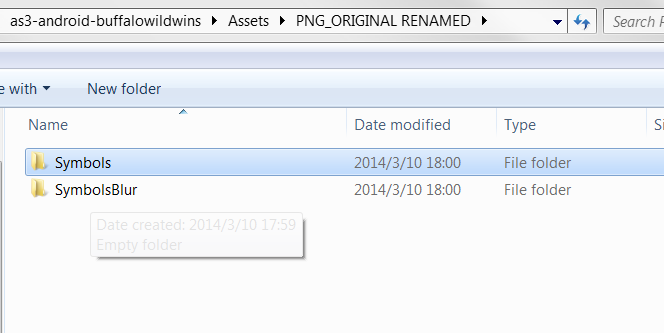 as3-android-buffalowildwins ▸ Assets ▸ PNG_ORIGINAL RENAMED ▸ Search P
e with New folder
Name Date modified Type Si
Symbols 2014/3/10 18:00 File folder
SymbolsBlur 2014/3/10 18:00 File folder
Date created: 2014/3/10 17:59
Empty folder